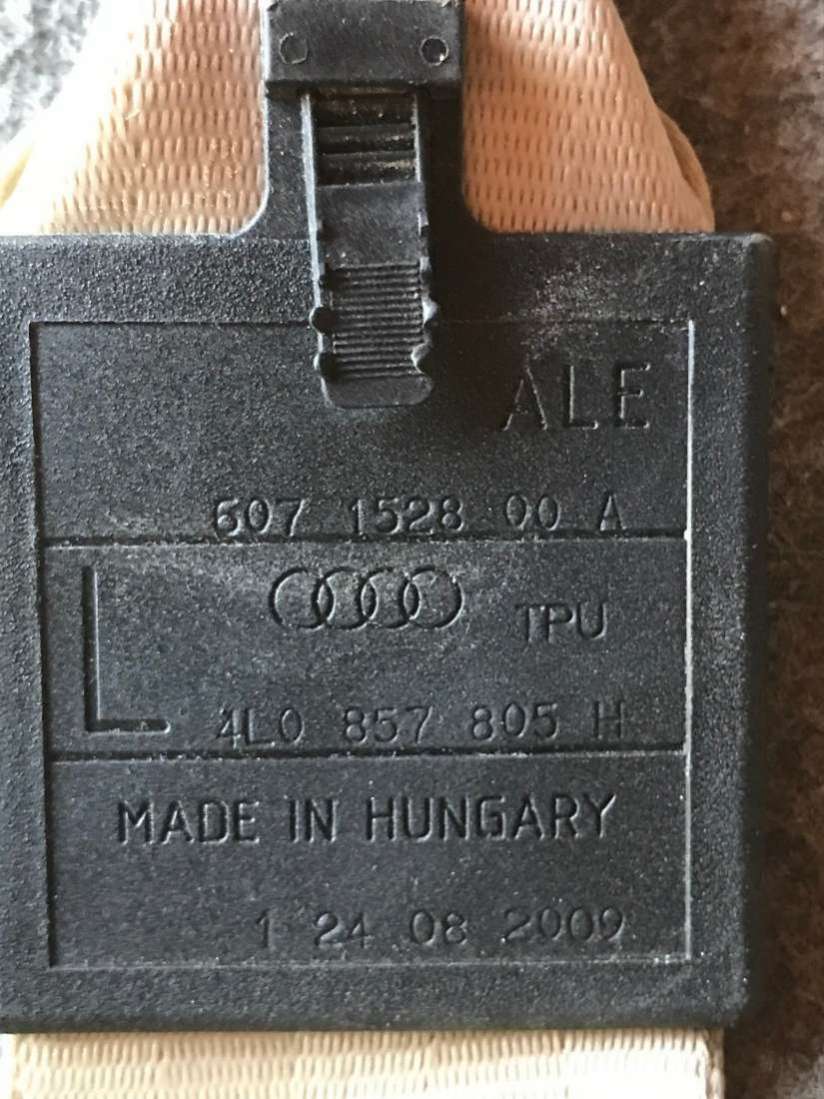 ALE
607 1528 00 A
TPU
L
4L0 857 805 H
MADE IN HUNGARY
1 24 08 2009